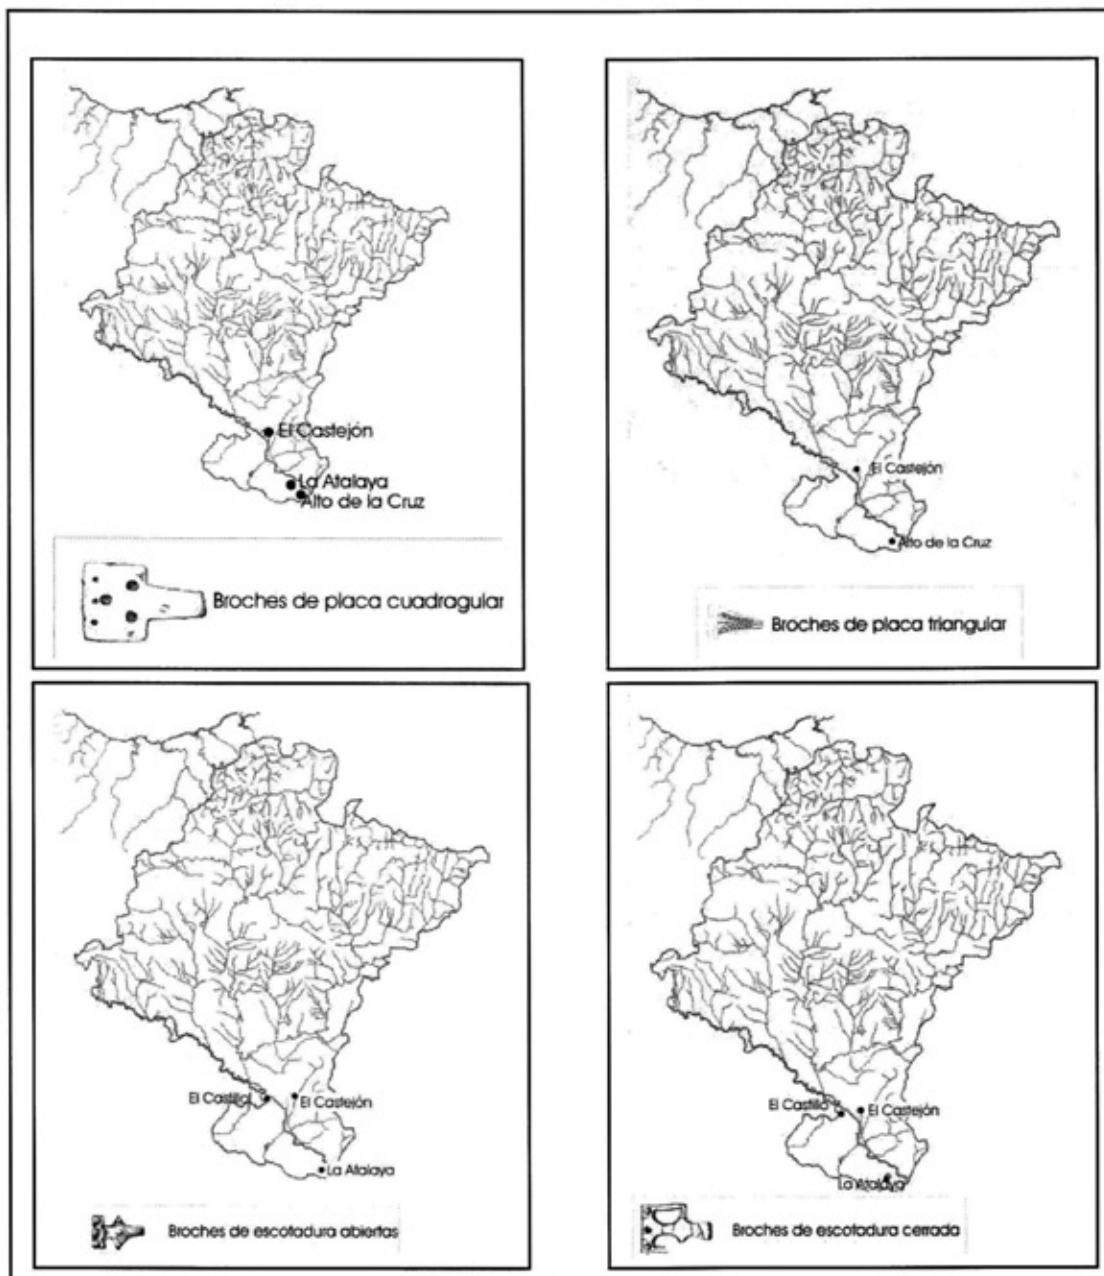 El Castejón
La Atalaya
Alto de la Cruz
Broches de placa cuadragular
El Castejón
Alto de la Cruz
Broches de placa triangular
El Castillo
El Castejón
La Atalaya
Broches de escotadura abiertas
El Castillo
El Castejón
La Atalaya
Broches de escotadura cerrada